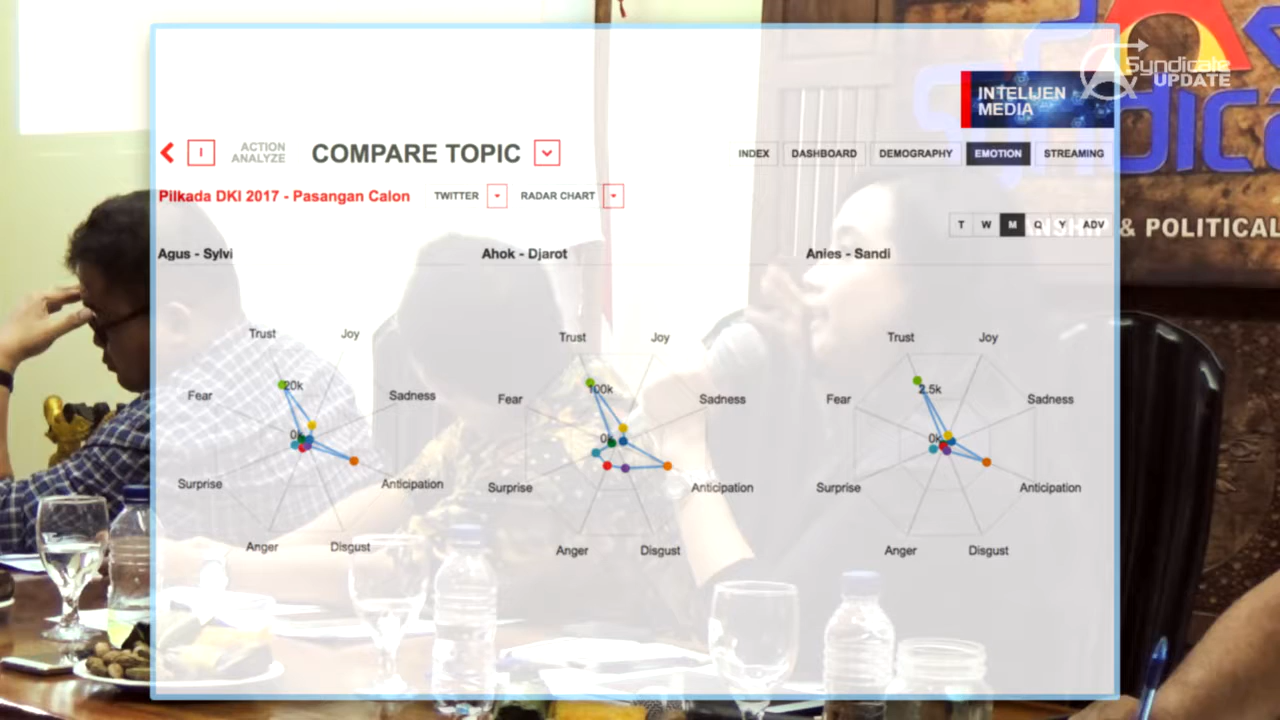 Syndicate
UPDATE
INTELIJEN
MEDIA
I
ACTION
ANALYZE
COMPARE TOPIC
INDEX
DASHBOARD
DEMOGRAPHY
EMOTION
STREAMING
Pilkada DKI 2017 - Pasangan Calon
TWITTER
RADAR CHART
T W M Q Y ADV
& POLITICAL
Agus - Sylvi
Ahok - Djarot
Anies - Sandi
Trust
Joy
Fear
20k
Sadness
0k
Surprise
Anticipation
Anger
Disgust
Trust
Joy
Fear
100k
Sadness
0k
Surprise
Anticipation
Anger
Disgust
Trust
Joy
Fear
2.5k
Sadness
0k
Surprise
Anticipation
Anger
Disgust